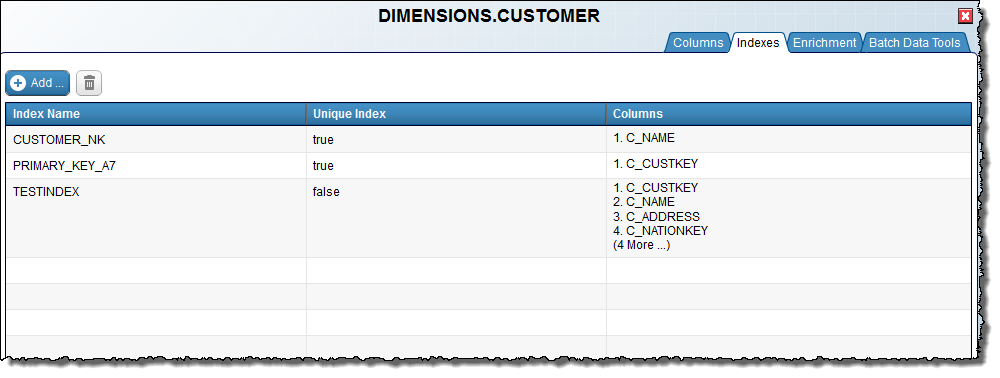 DIMENSIONS.CUSTOMER
Columns Indexes Enrichment Batch Data Tools
Add ...
Index Name Unique Index Columns
CUSTOMER_NK true 1. C_NAME
PRIMARY_KEY_A7 true 1. C_CUSTKEY
TESTINDEX false 1. C_CUSTKEY
2. C_NAME
3. C_ADDRESS
4. C_NATIONKEY
(4 More ...)